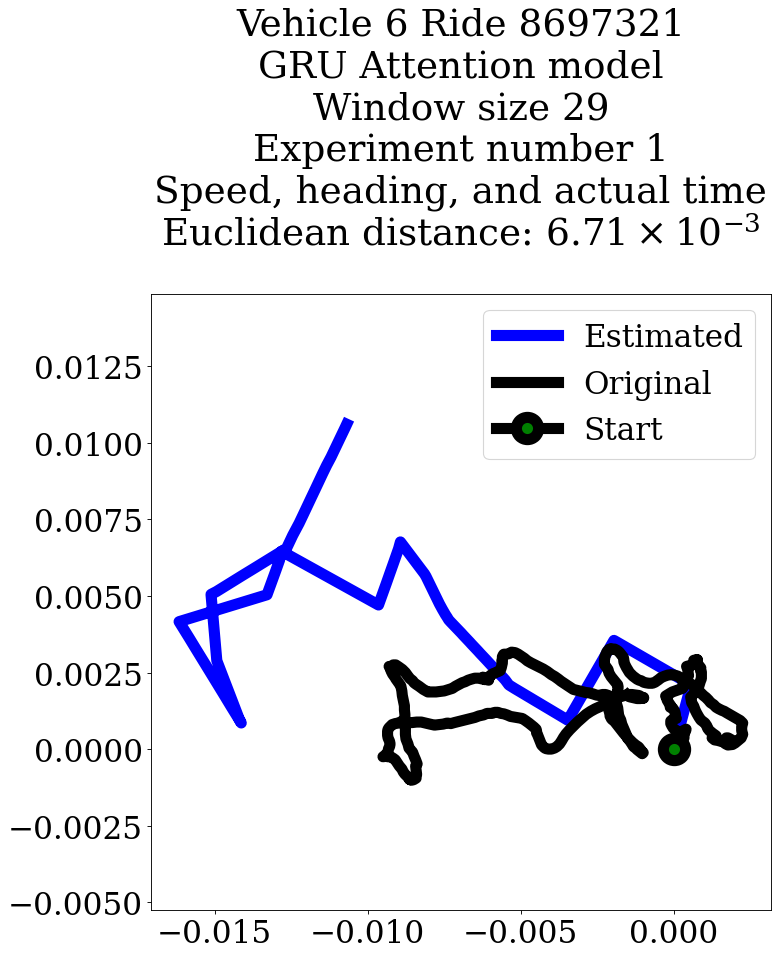 Vehicle 6 Ride 8697321
GRU Attention model
Window size 29
Experiment number 1
Speed, heading, and actual time
Euclidean distance: 6.71 × 10⁻³
Estimated
Original
Start
0.0125
0.0100
0.0075
0.0050
0.0025
0.0000
−0.0025
−0.0050
−0.015 −0.010 −0.005 0.000